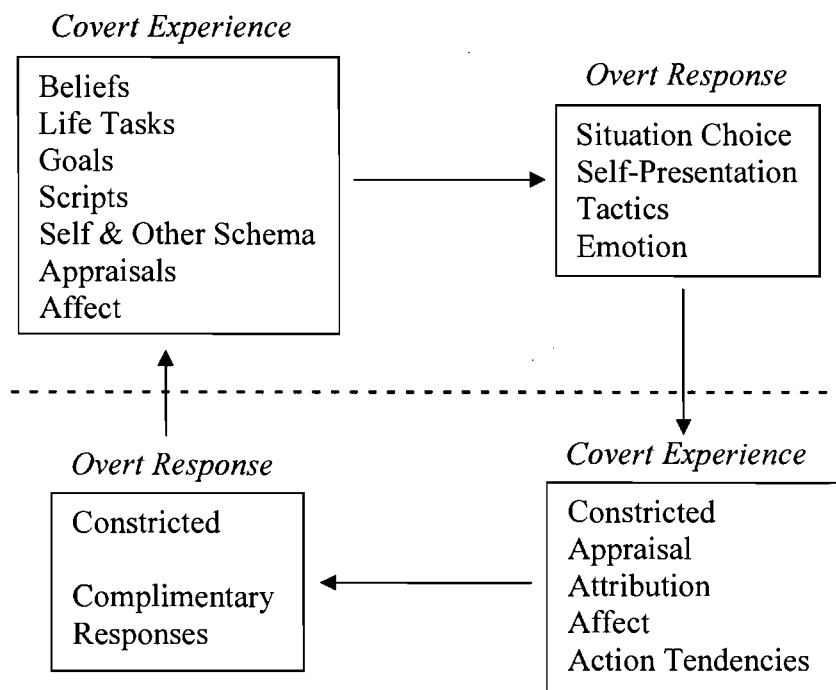 Covert Experience
Beliefs
Life Tasks
Goals
Scripts
Self & Other Schema
Appraisals
Affect
Overt Response
Situation Choice
Self-Presentation
Tactics
Emotion
Overt Response
Constricted
Complimentary
Responses
Covert Experience
Constricted
Appraisal
Attribution
Affect
Action Tendencies